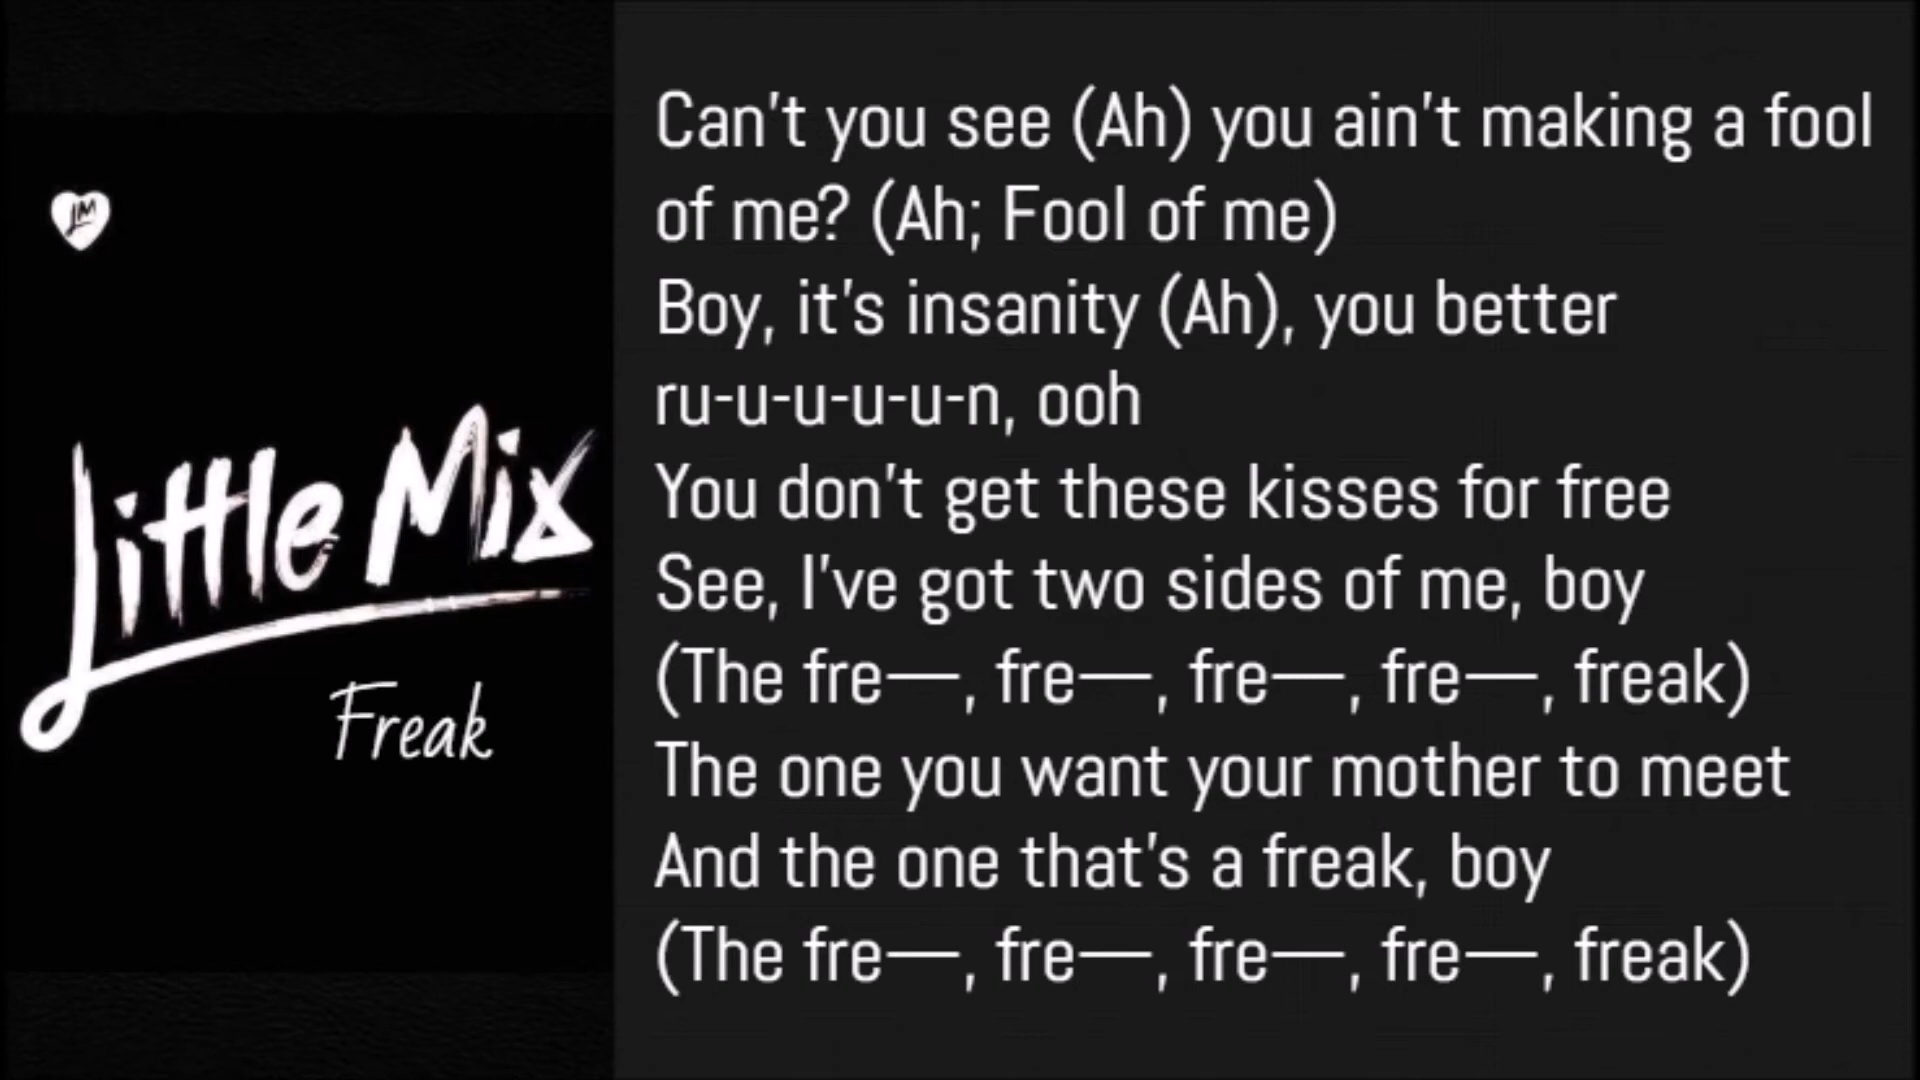 LM
Little Mix
Freak
Can't you see (Ah) you ain't making a fool
of me? (Ah; Fool of me)
Boy, it's insanity (Ah), you better
ru-u-u-u-u-n, ooh
You don't get these kisses for free
See, I've got two sides of me, boy
(The fre—, fre—, fre—, fre—, freak)
The one you want your mother to meet
And the one that's a freak, boy
(The fre—, fre—, fre—, fre—, freak)